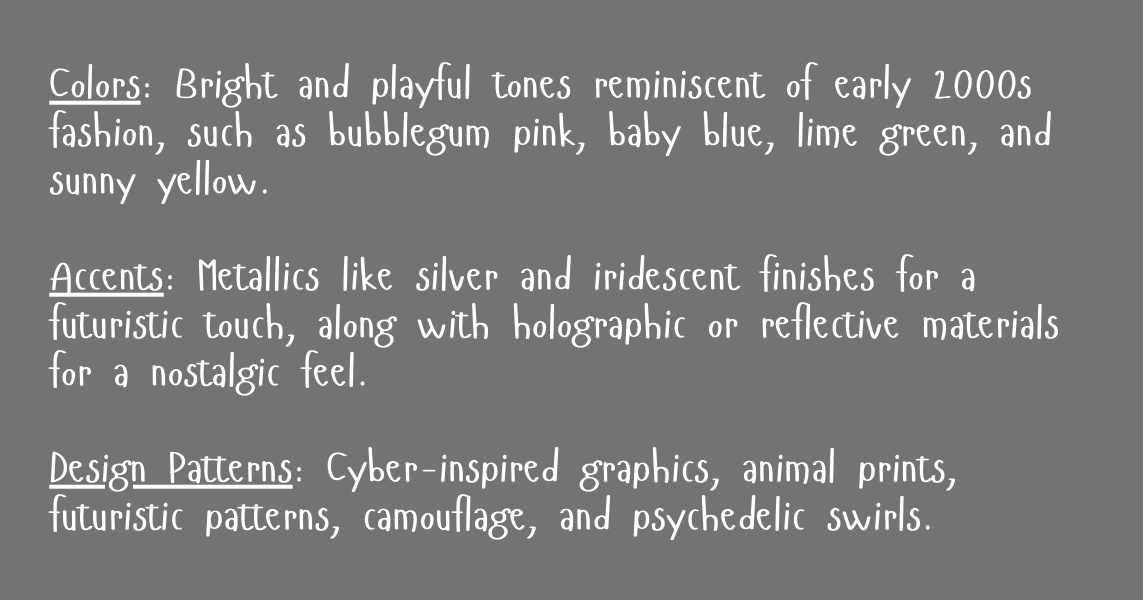 Colors: Bright and playful tones reminiscent of early 2000s
fashion, such as bubblegum pink, baby blue, lime green, and
sunny yellow.
Accents: Metallics like silver and iridescent finishes for a
futuristic touch, along with holographic or reflective materials
for a nostalgic feel.
Design Patterns: Cyber-inspired graphics, animal prints,
futuristic patterns, camouflage, and psychedelic swirls.